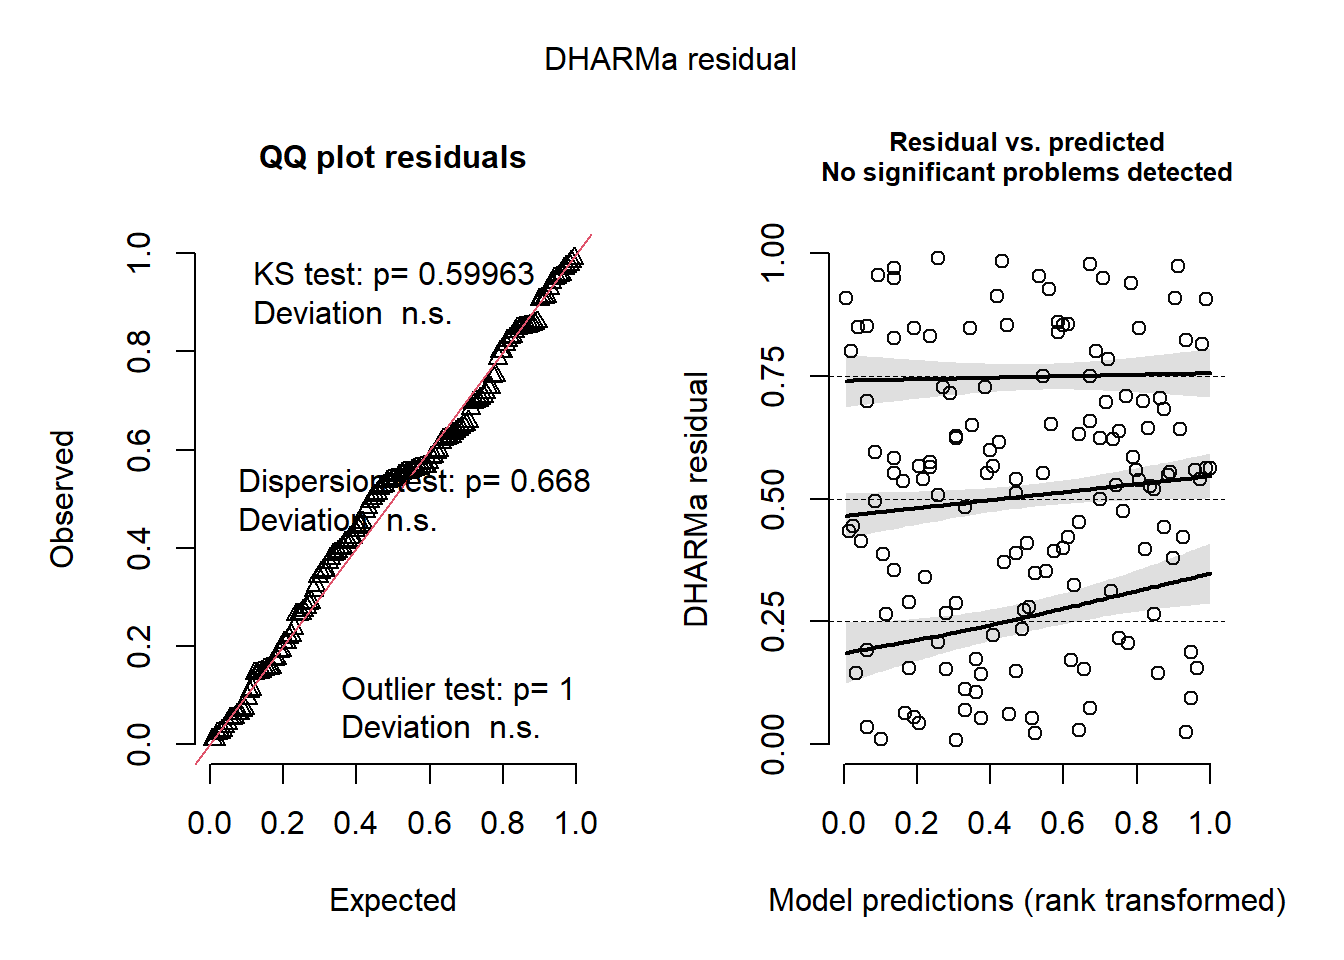 DHARMa residual
QQ plot residuals
KS test: p= 0.59963
Deviation  n.s.
Dispersion test: p= 0.668
Deviation  n.s.
Outlier test: p= 1
Deviation  n.s.
Observed
0.0 0.2 0.4 0.6 0.8 1.0
0.0 0.2 0.4 0.6 0.8 1.0
Expected
Residual vs. predicted
No significant problems detected
DHARMa residual
0.00 0.25 0.50 0.75 1.00
0.0 0.2 0.4 0.6 0.8 1.0
Model predictions (rank transformed)